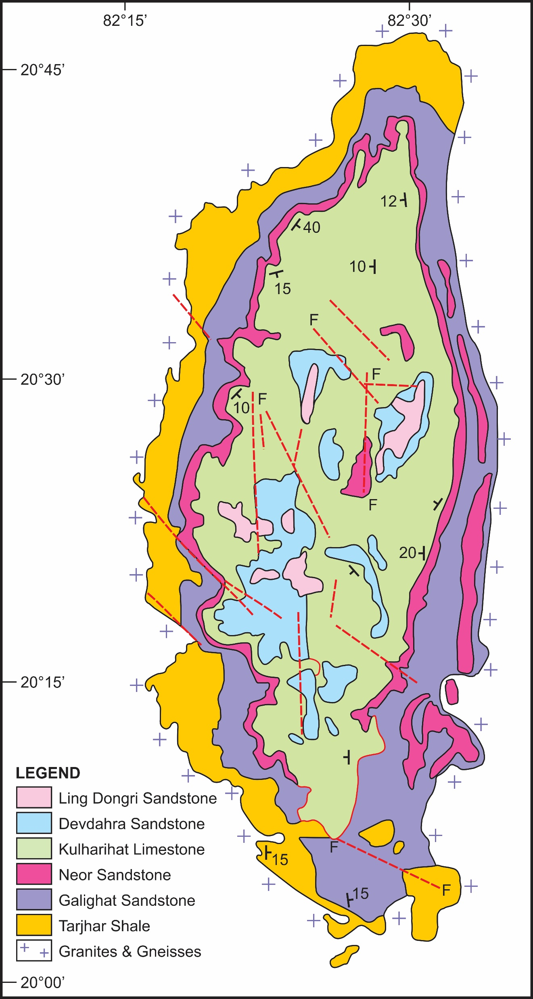 82°15’
82°30’
20°45’
12
40
10
15
F
20°30’
F
F
10
F
20
20°15’
LEGEND
Ling Dongri Sandstone
Devdahra Sandstone
Kulharihat Limestone
F
15
Neor Sandstone
F
15
Galighat Sandstone
Tarjhar Shale
Granites & Gneisses
20°00’